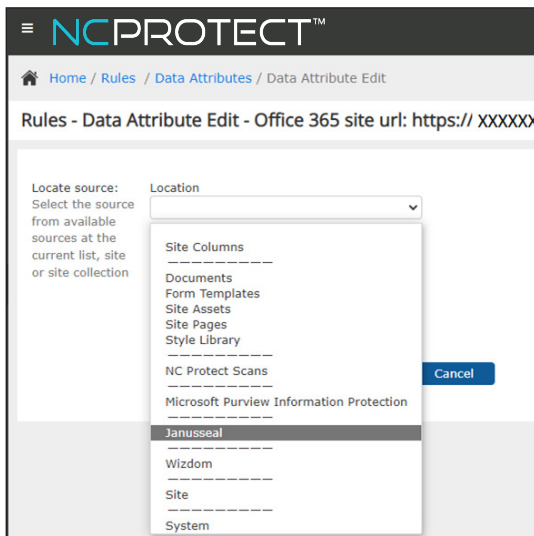 ≡ NCPROTECT™
Home / Rules / Data Attributes / Data Attribute Edit
Rules - Data Attribute Edit - Office 365 site url: https:// XXXXXX
Locate source:
Select the source
from available
sources at the
current list, site
or site collection
Location
Site Columns
—————————
Documents
Form Templates
Site Assets
Site Pages
Style Library
—————————
NC Protect Scans
—————————
Microsoft Purview Information Protection
—————————
Janusseal
—————————
Wizdom
—————————
Site
—————————
System
Cancel